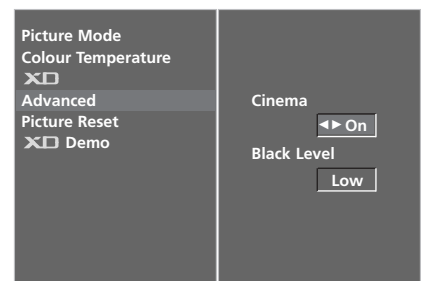 Picture Mode
Colour Temperature
XD
Advanced
Picture Reset
XD Demo
Cinema
◄► On
Black Level
Low